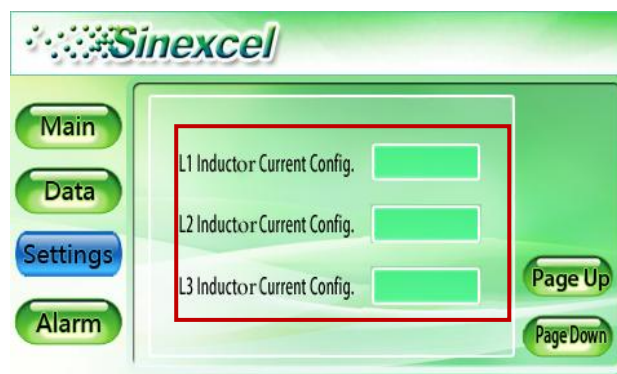 Sinexcel
Main
Data
Settings
Alarm
L1 Inductor Current Config.
L2 Inductor Current Config.
L3 Inductor Current Config.
Page Up
Page Down